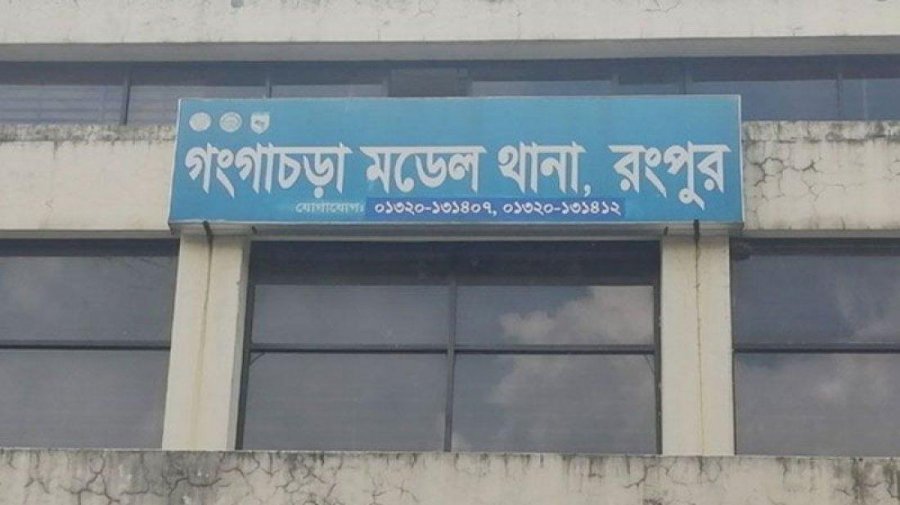 গংগাচড়া মডেল থানা, রংপুর
যোগাযোগঃ ০১৩২০-১৩১৪০৭, ০১৩২০-১৩১৪১২